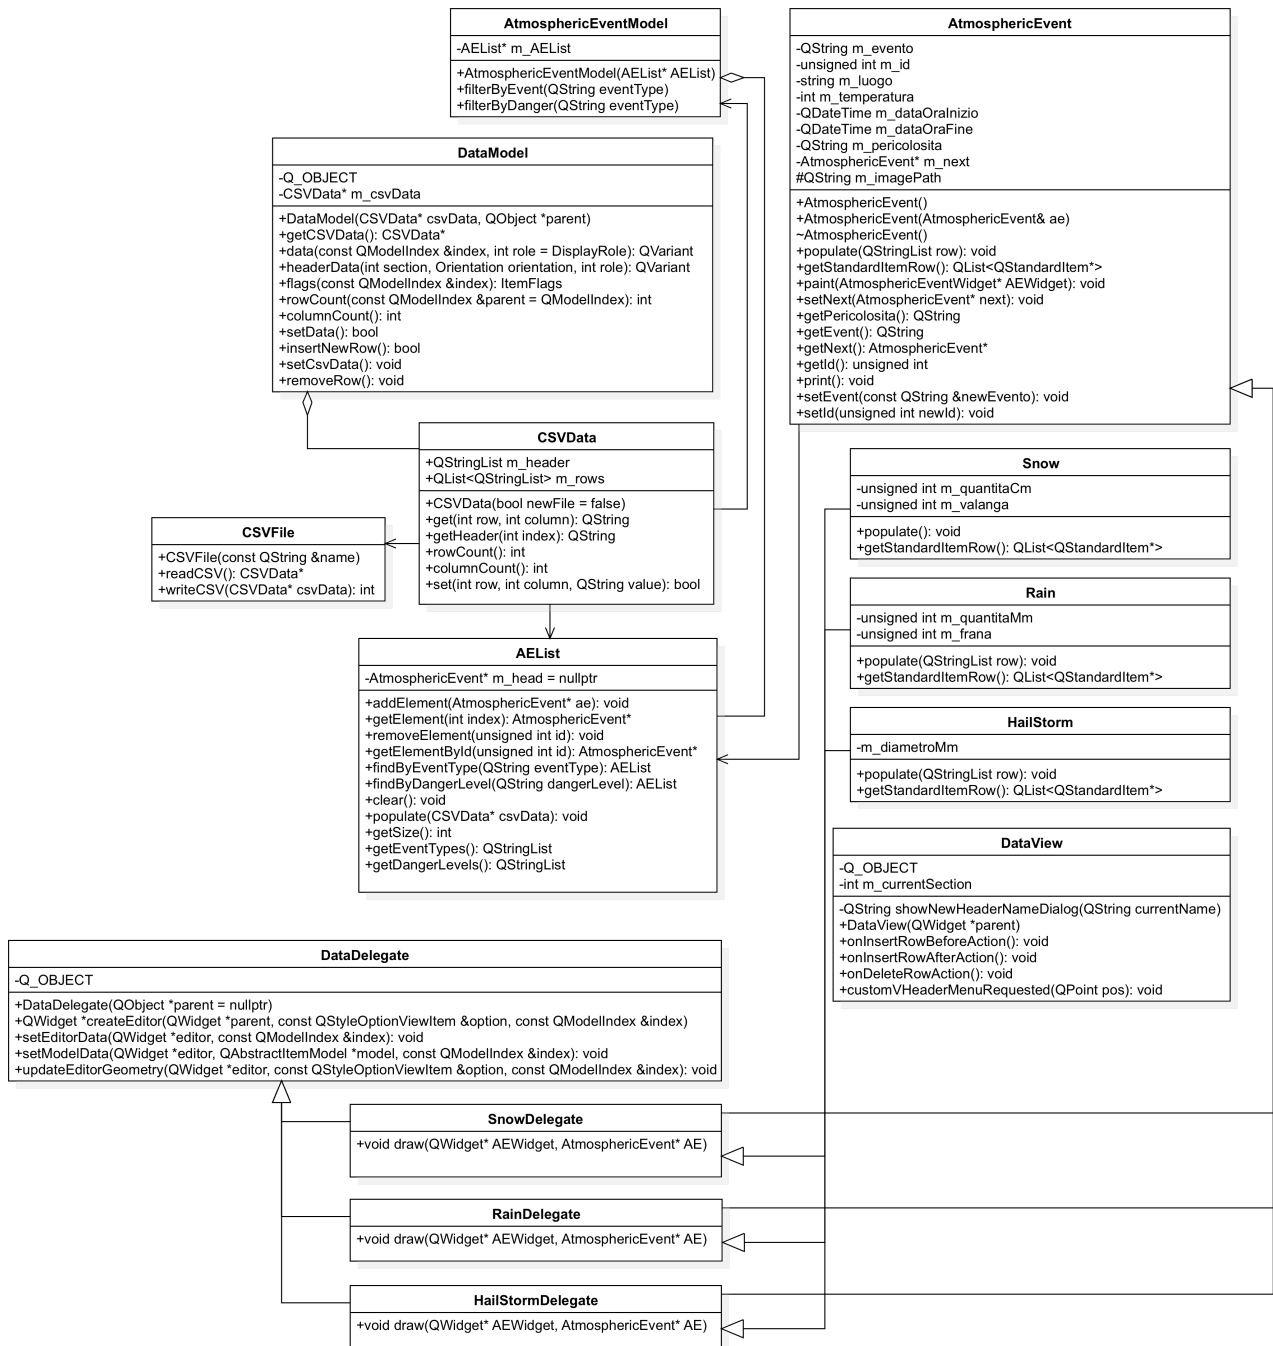 AtmosphericEventModel
-AEList* m_AEList
+AtmosphericEventModel(AEList* AEList)
+filterByEvent(QString eventType)
+filterByDanger(QString eventType)
AtmosphericEvent
-QString m_evento
-unsigned int m_id
-string m_luogo
-int m_temperatura
-QDateTime m_dataOraInizio
-QDateTime m_dataOraFine
-QString m_pericolosita
-AtmosphericEvent* m_next
#QString m_imagePath
+AtmosphericEvent()
+AtmosphericEvent(AtmosphericEvent& ae)
~AtmosphericEvent()
+populate(QStringList row): void
+getStandardItemRow(): QList<QStandardItem*>
+paint(AtmosphericEventWidget* AEWidget): void
+setNext(AtmosphericEvent* next): void
+getPericolosita(): QString
+getEvent(): QString
+getNext(): AtmosphericEvent*
+getId(): unsigned int
+print(): void
+setEvent(const QString &newEvento): void
+setId(unsigned int newId): void
DataModel
-Q_OBJECT
-CSVData* m_csvData
+DataModel(CSVData* csvData, QObject *parent)
+getCSVData(): CSVData*
+data(const QModelIndex &index, int role = DisplayRole): QVariant
+headerData(int section, Orientation orientation, int role): QVariant
+flags(const QModelIndex &index): ItemFlags
+rowCount(const QModelIndex &parent = QModelIndex): int
+columnCount(): int
+setData(): bool
+insertNewRow(): bool
+setCsvData(): void
+removeRow(): void
CSVData
+QStringList m_header
+QList<QStringList> m_rows
+CSVData(bool newFile = false)
+get(int row, int column): QString
+getHeader(int index): QString
+rowCount(): int
+columnCount(): int
+set(int row, int column, QString value): bool
CSVFile
+CSVFile(const QString &name)
+readCSV(): CSVData*
+writeCSV(CSVData* csvData): int
Snow
-unsigned int m_quantitaCm
-unsigned int m_valanga
+populate(): void
+getStandardItemRow(): QList<QStandardItem*>
Rain
-unsigned int m_quantitaMm
-unsigned int m_frana
+populate(QStringList row): void
+getStandardItemRow(): QList<QStandardItem*>
AEList
-AtmosphericEvent* m_head = nullptr
+addElement(AtmosphericEvent* ae): void
+getElement(int index): AtmosphericEvent*
+removeElement(unsigned int id): void
+getElementById(unsigned int id): AtmosphericEvent*
+findByEventType(QString eventType): AEList
+findByDangerLevel(QString dangerLevel): AEList
+clear(): void
+populate(CSVData* csvData): void
+getSize(): int
+getEventTypes(): QStringList
+getDangerLevels(): QStringList
HailStorm
-m_diametroMm
+populate(QStringList row): void
+getStandardItemRow(): QList<QStandardItem*>
DataView
-Q_OBJECT
-int m_currentSection
-QString showNewHeaderNameDialog(QString currentName)
+DataView(QWidget *parent)
+onInsertRowBeforeAction(): void
+onInsertRowAfterAction(): void
+onDeleteRowAction(): void
+customVHeaderMenuRequested(QPoint pos): void
DataDelegate
-Q_OBJECT
+DataDelegate(QObject *parent = nullptr)
+QWidget *createEditor(QWidget *parent, const QStyleOptionViewItem &option, const QModelIndex &index)
+setEditorData(QWidget *editor, const QModelIndex &index): void
+setModelData(QWidget *editor, QAbstractItemModel *model, const QModelIndex &index): void
+updateEditorGeometry(QWidget *editor, const QStyleOptionViewItem &option, const QModelIndex &index): void
SnowDelegate
+void draw(QWidget* AEWidget, AtmosphericEvent* AE)
RainDelegate
+void draw(QWidget* AEWidget, AtmosphericEvent* AE)
HailStormDelegate
+void draw(QWidget* AEWidget, AtmosphericEvent* AE)